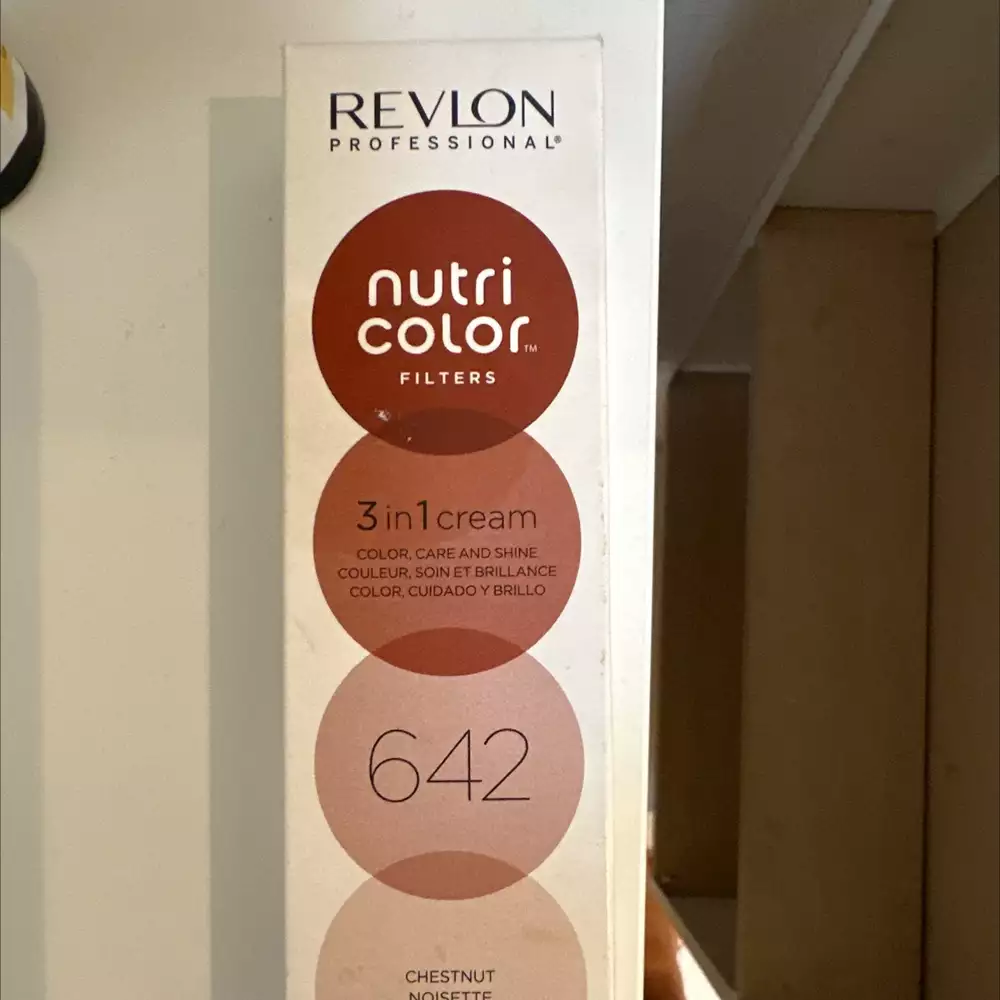 REVLON
PROFESSIONAL®
nutri
color™
FILTERS
3 in 1 cream
COLOR, CARE AND SHINE
COULEUR, SOIN ET BRILLANCE
COLOR, CUIDADO Y BRILLO
642
CHESTNUT
NOISETTE